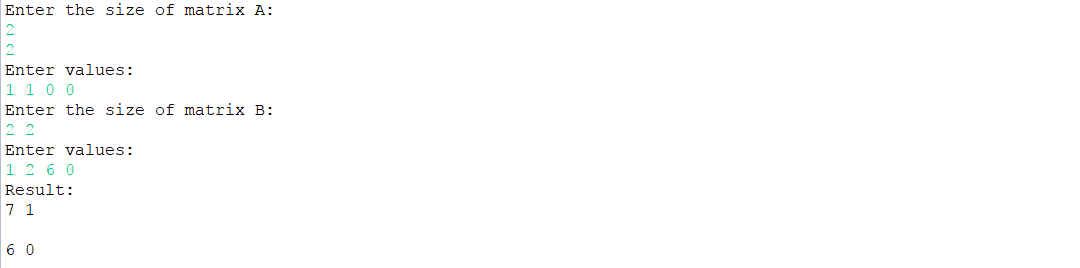 Enter the size of matrix A:
2
2
Enter values:
1 1 0 0
Enter the size of matrix B:
2 2
Enter values:
1 2 6 0
Result:
7 1
6 0